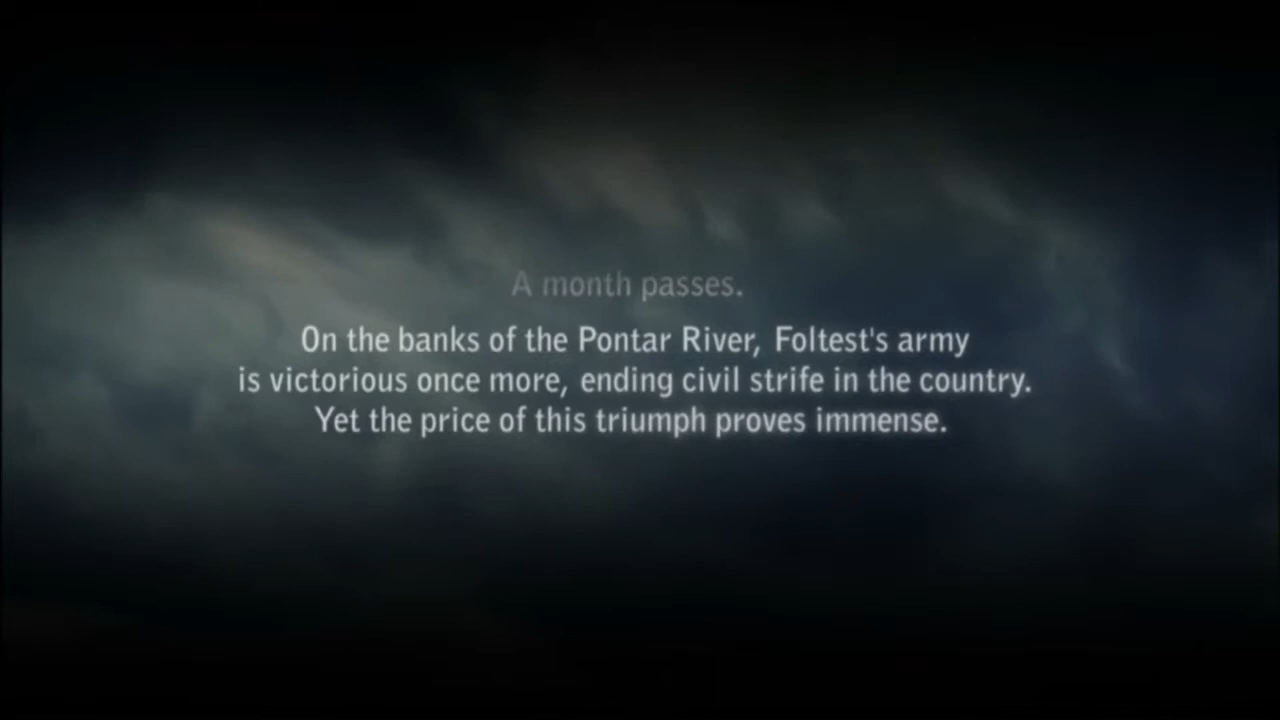 A month passes.
On the banks of the Pontar River, Foltest's army
is victorious once more, ending civil strife in the country.
Yet the price of this triumph proves immense.